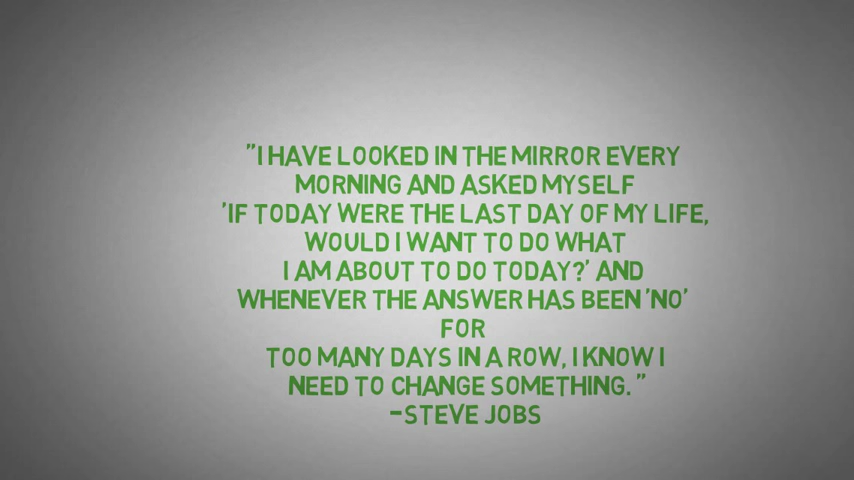 "I HAVE LOOKED IN THE MIRROR EVERY
MORNING AND ASKED MYSELF
'IF TODAY WERE THE LAST DAY OF MY LIFE,
WOULD I WANT TO DO WHAT
I AM ABOUT TO DO TODAY?' AND
WHENEVER THE ANSWER HAS BEEN 'NO'
FOR
TOO MANY DAYS IN A ROW, I KNOW I
NEED TO CHANGE SOMETHING. "
-STEVE JOBS